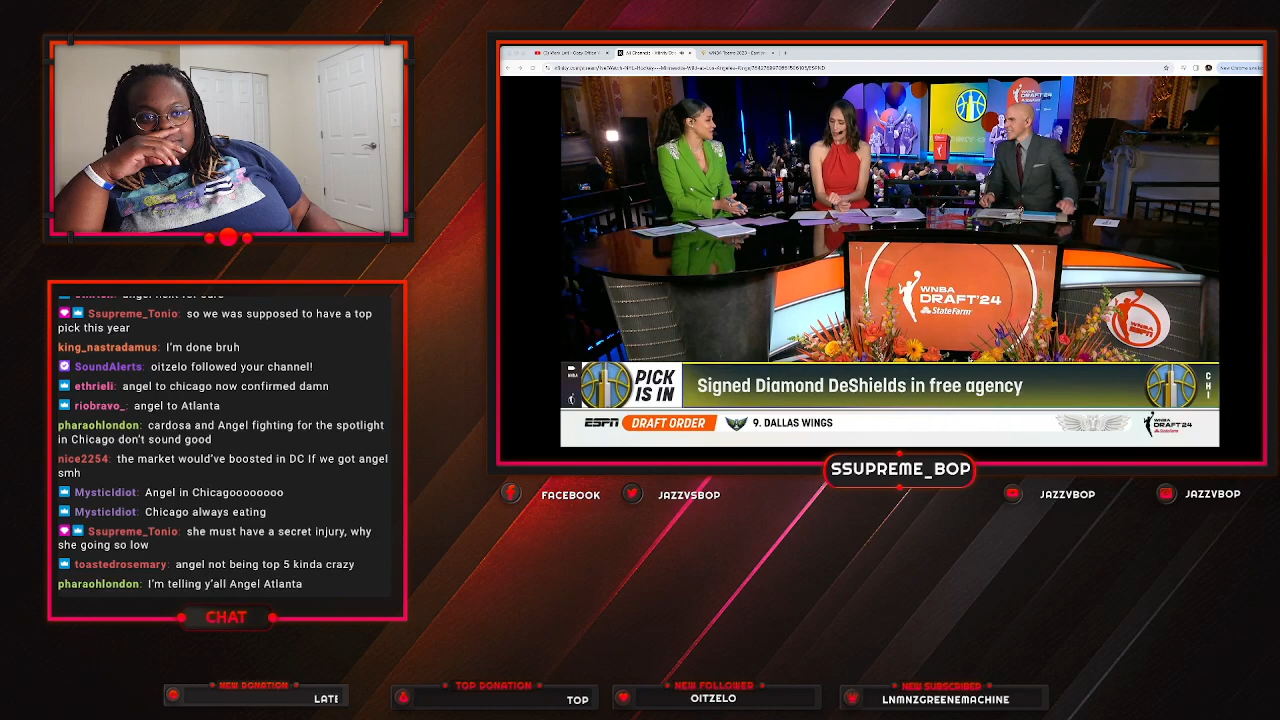 Ssupreme_Tonio: so we was supposed to have a top
pick this year
king_nastradamus: I'm done bruh
SoundAlerts: oitzelo followed your channel!
ethrieli: angel to chicago now confirmed damn
riobravo_: angel to Atlanta
pharaohlondon: cardosa and Angel fighting for the spotlight
in Chicago don't sound good
nice2254: the market would've boosted in DC If we got angel
smh
MysticIdiot: Angel in Chicagoooooooo
MysticIdiot: Chicago always eating
Ssupreme_Tonio: she must have a secret injury, why
she going so low
toastedrosemary: angel not being top 5 kinda crazy
pharaohlondon: I'm telling y'all Angel Atlanta
CHAT
WNBA
DRAFT'24
StateFarm
PICK
IS IN
Signed Diamond DeShields in free agency
CHI
ESPN
DRAFT ORDER
9. DALLAS WINGS
WNBA
DRAFT'24
SSUPREME_BOP
FACEBOOK
JAZZVSBOP
JAZZVBOP
JAZZVBOP
NEW DONATION
LATE
TOP DONATION
TOP
NEW FOLLOWER
OITZELO
NEW SUBSCRIBER
LNMNZGREENEMACHINE